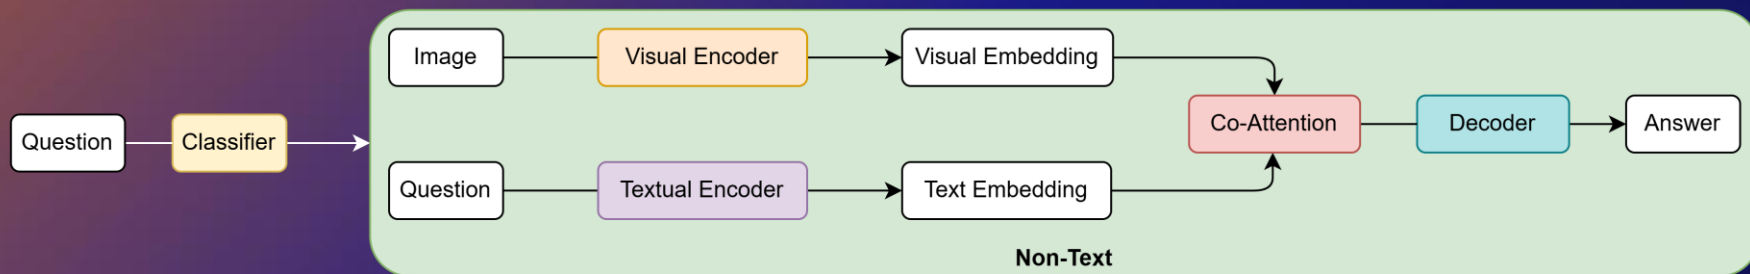 Question
Classifier
Image
Visual Encoder
Visual Embedding
Question
Textual Encoder
Text Embedding
Co-Attention
Decoder
Answer
Non-Text